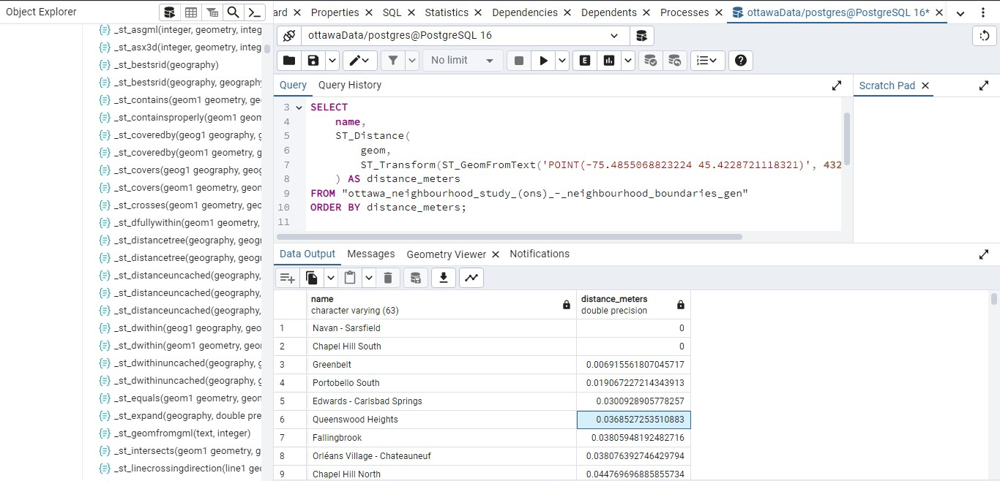 Object Explorer
ard Properties SQL Statistics Dependencies Dependents Processes ottawaData/postgres@PostgreSQL 16*
ottawaData/postgres@PostgreSQL 16
No limit
E
Query Query History
Scratch Pad
_st_asgml(integer, geometry, integ
_st_asx3d(integer, geometry, integ
_st_bestsrid(geography)
_st_bestsrid(geography, geography
_st_contains(geom1 geometry, ge
_st_containsproperly(geom1 geom
_st_coveredby(geog1 geography, g
_st_coveredby(geom1 geometry, g
_st_covers(geog1 geography, geo
_st_covers(geom1 geometry, geo
_st_crosses(geom1 geometry, geo
_st_dfullywithin(geom1 geometry,
_st_distancetree(geography, geogr
_st_distancetree(geography, geogr
_st_distanceuncached(geography,
_st_distanceuncached(geography,
_st_distanceuncached(geography,
_st_dwithin(geog1 geography, geo
_st_dwithin(geom1 geometry, geo
_st_dwithinuncached(geography, g
_st_dwithinuncached(geography, g
_st_equals(geom1 geometry, geon
_st_expand(geography, double pre
_st_geomfromgml(text, integer)
_st_intersects(geom1 geometry, g
_st_linecrossingdirection(line1 geo
3 SELECT
4 name,
5 ST_Distance(
6 geom,
7 ST_Transform(ST_GeomFromText('POINT(-75.4855068823224 45.4228721118321)', 432
8 ) AS distance_meters
9 FROM "ottawa_neighbourhood_study_(ons)_-_neighbourhood_boundaries_gen"
10 ORDER BY distance_meters;
11
Data Output Messages Geometry Viewer Notifications
name distance_meters
character varying (63) double precision
1 Navan - Sarsfield 0
2 Chapel Hill South 0
3 Greenbelt 0.006915561807045717
4 Portobello South 0.019067227214343913
5 Edwards - Carlsbad Springs 0.0300928905778257
6 Queenswood Heights 0.0368527253510883
7 Fallingbrook 0.03805948192482716
8 Orléans Village - Chateauneuf 0.038076392746429794
9 Chapel Hill North 0.044769696885855734